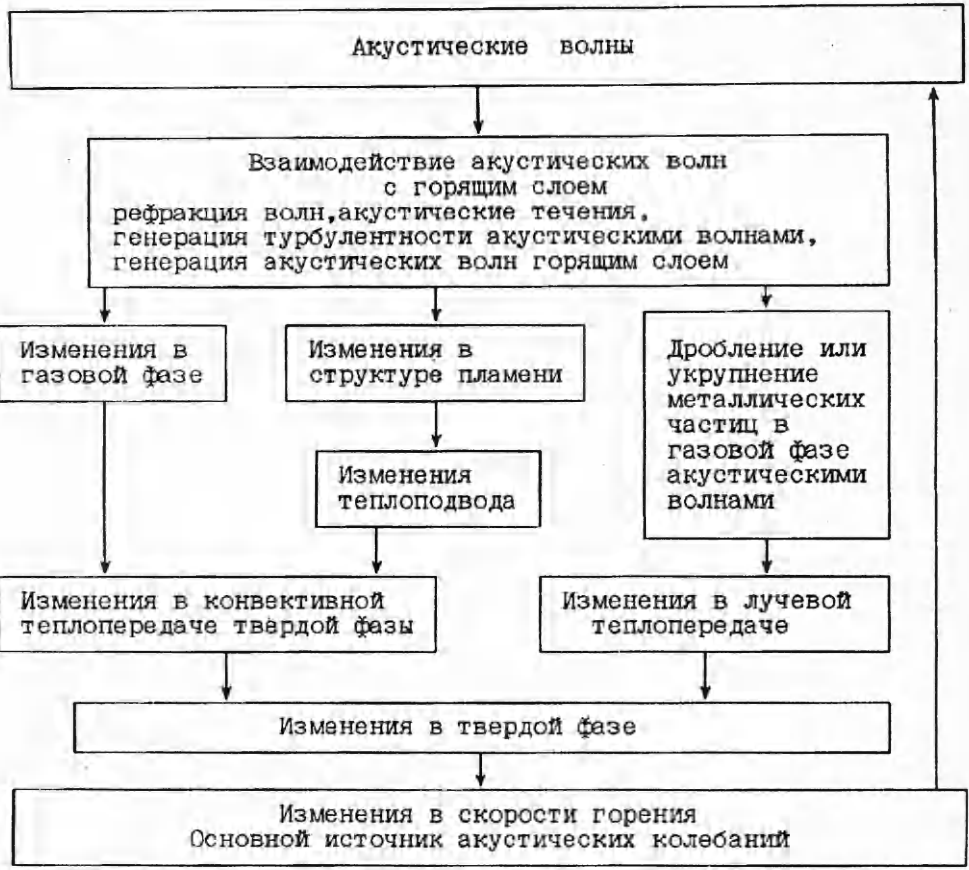 Акустические волны
Взаимодействие акустических волн
с горящим слоем
рефракция волн,акустические течения,
генерация турбулентности акустическими волнами,
генерация акустических волн горящим слоем
Изменения в
газовой фазе
Изменения в
структуре пламени
Дробление или
укрупнение
металлических
частиц в
газовой фазе
акустическими
волнами
Изменения
теплоподвода
Изменения в конвективной
теплопередаче твердой фазы
Изменения в лучевой
теплопередаче
Изменения в твердой фазе
Изменения в скорости горения
Основной источник акустических колебаний